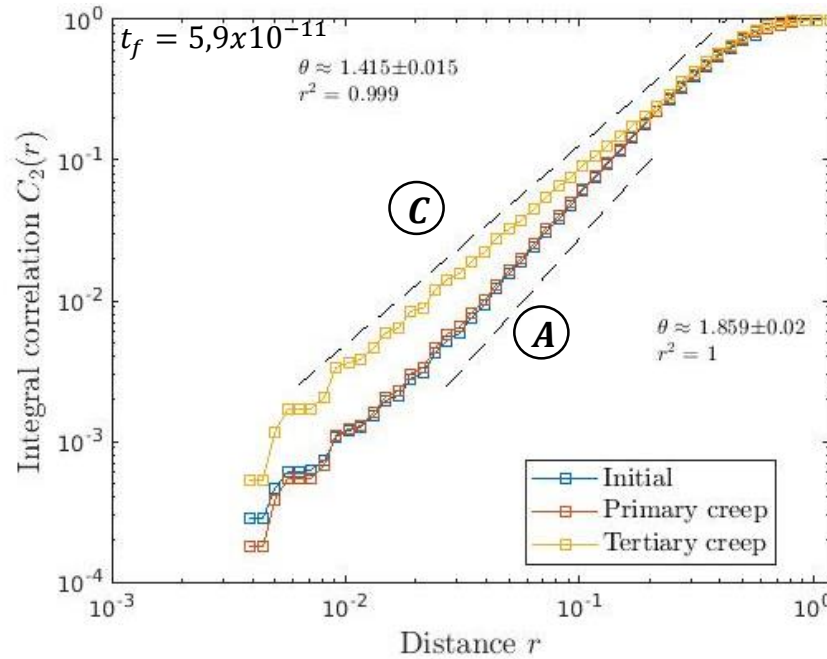 t_f = 5,9x10⁻¹¹
θ ≈ 1.415±0.015
r² = 0.999
C
A
θ ≈ 1.859±0.02
r² = 1
Initial
Primary creep
Tertiary creep
Integral correlation C₂(r)
10⁰
10⁻¹
10⁻²
10⁻³
10⁻⁴
10⁻³
10⁻²
10⁻¹
10⁰
Distance r